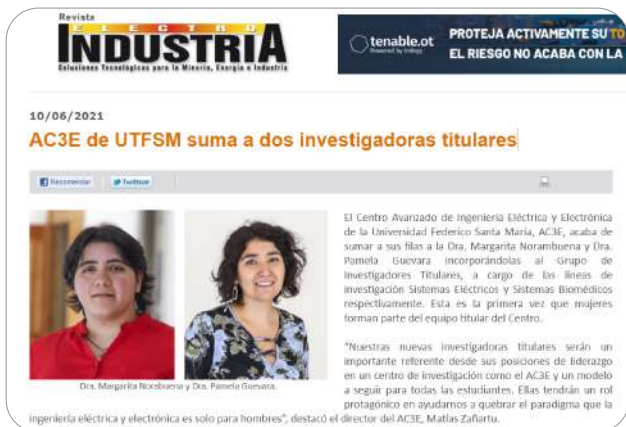 Revista
ELECTRO
INDUSTRIA
Soluciones Tecnológicas para la Minería, Energía e Industria
tenable.ot
Powered by Indegy
PROTEJA ACTIVAMENTE SU TO
EL RIESGO NO ACABA CON LA
10/06/2021
AC3E de UTFSM suma a dos investigadoras titulares
Recomendar
Twittear
El Centro Avanzado de Ingeniería Eléctrica y Electrónica
de la Universidad Federico Santa María, AC3E, acaba de
sumar a sus filas a la Dra. Margarita Norambuena y Dra.
Pamela Guevara incorporándolas al Grupo de
Investigadores Titulares, a cargo de las líneas de
investigación Sistemas Eléctricos y Sistemas Biomédicos
respectivamente. Esta es la primera vez que mujeres
forman parte del equipo titular del Centro.
"Nuestras nuevas investigadoras titulares serán un
importante referente desde sus posiciones de liderazgo
en un centro de investigación como el AC3E y un modelo
a seguir para todas las estudiantes. Ellas tendrán un rol
protagónico en ayudarnos a quebrar el paradigma que la
Dra. Margarita Norabuena y Dra. Pamela Guevara.
ingeniería eléctrica y electrónica es solo para hombres", destacó el director del AC3E, Matías Zañartu.